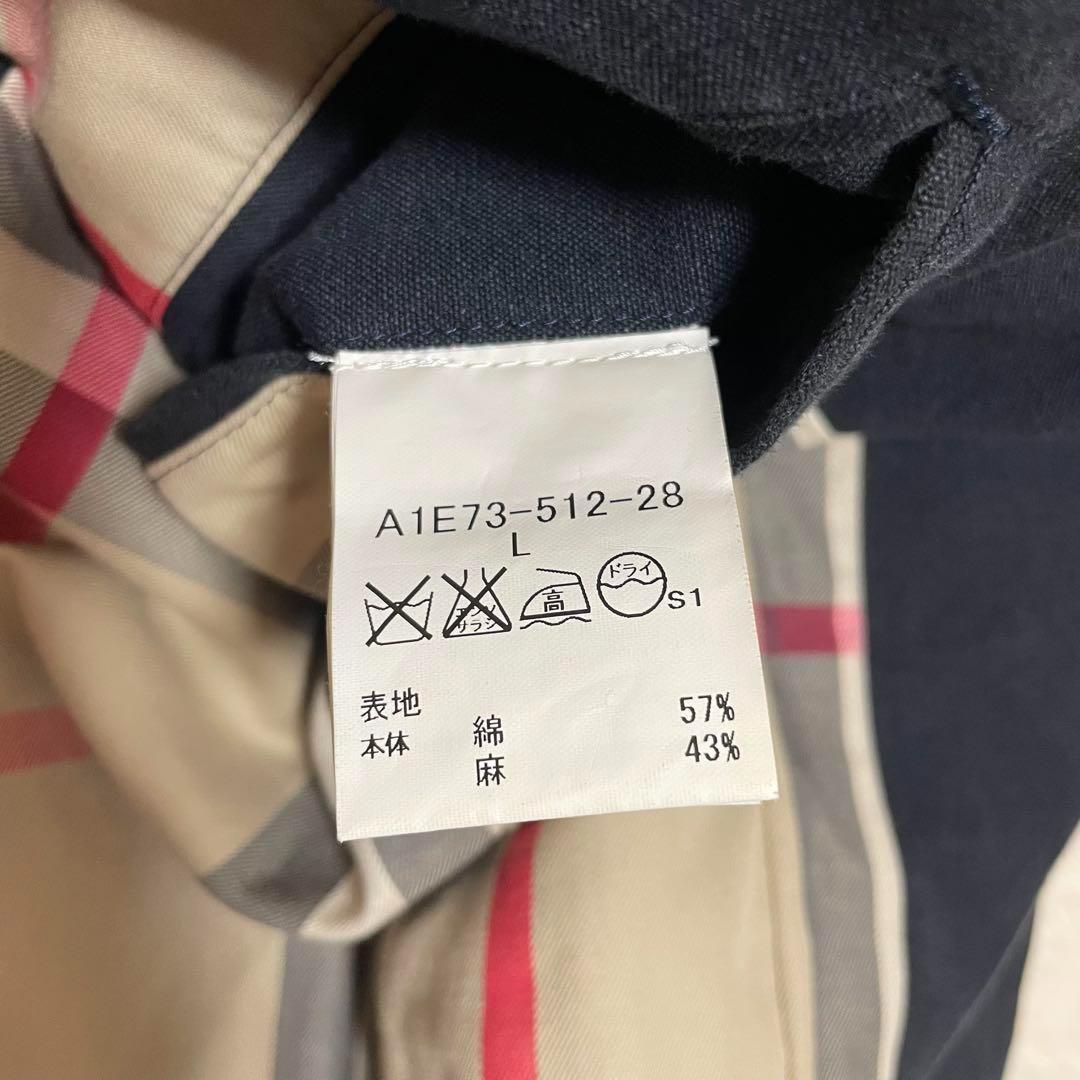 A1E73-512-28
L
エンソ サラシ 高 ドライ S1
表地 57%
本体 綿 43%
麻